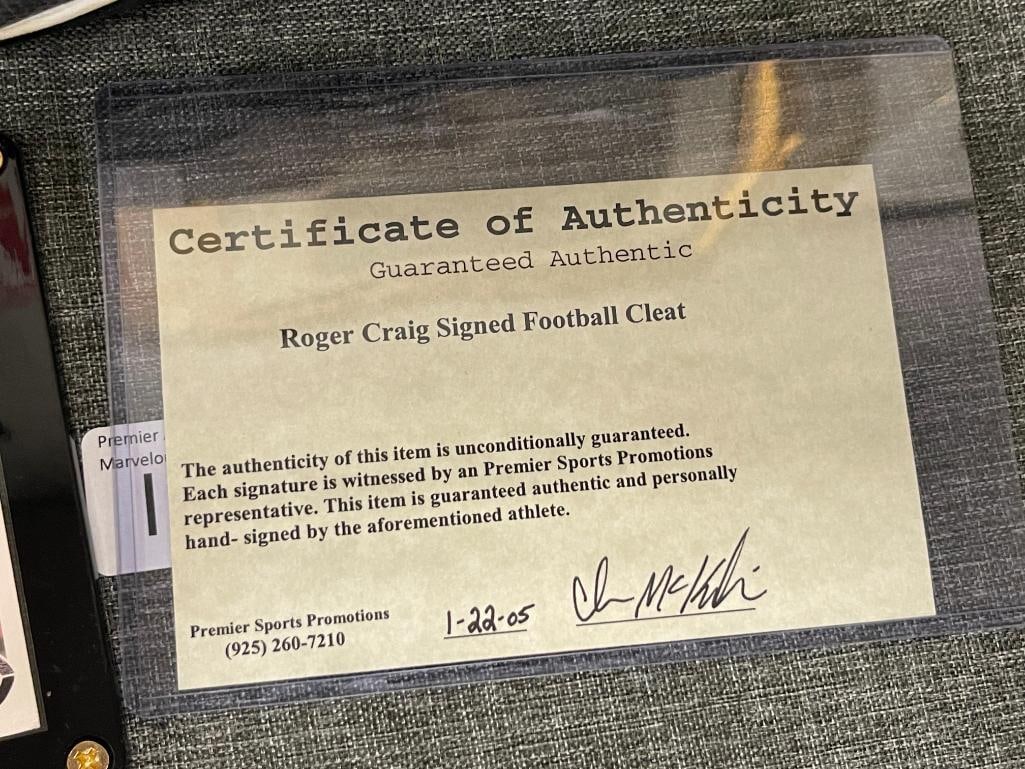 Certificate of Authenticity
Guaranteed Authentic
Roger Craig Signed Football Cleat
Premier
Marvelo
The authenticity of this item is unconditionally guaranteed.
Each signature is witnessed by an Premier Sports Promotions
representative. This item is guaranteed authentic and personally
hand- signed by the aforementioned athlete.
Premier Sports Promotions
(925) 260-7210
1-22-05